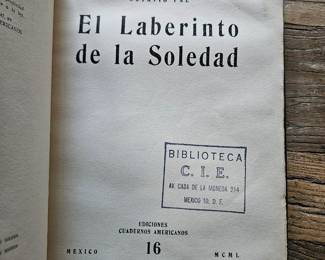 El Laberinto
de la Soledad
BIBLIOTECA
C. I. E.
AV. CASA DE LA MONEDA 214
MEXICO 10, D. F.
EDICIONES
CUADERNOS AMERICANOS
MEXICO 16 MCML